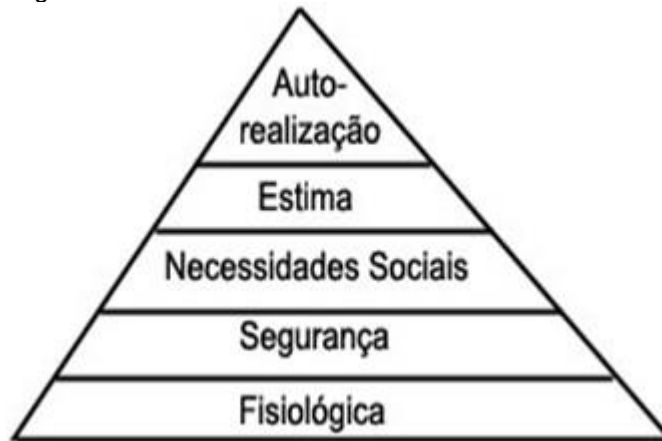 Auto-
realização
Estima
Necessidades Sociais
Segurança
Fisiológica